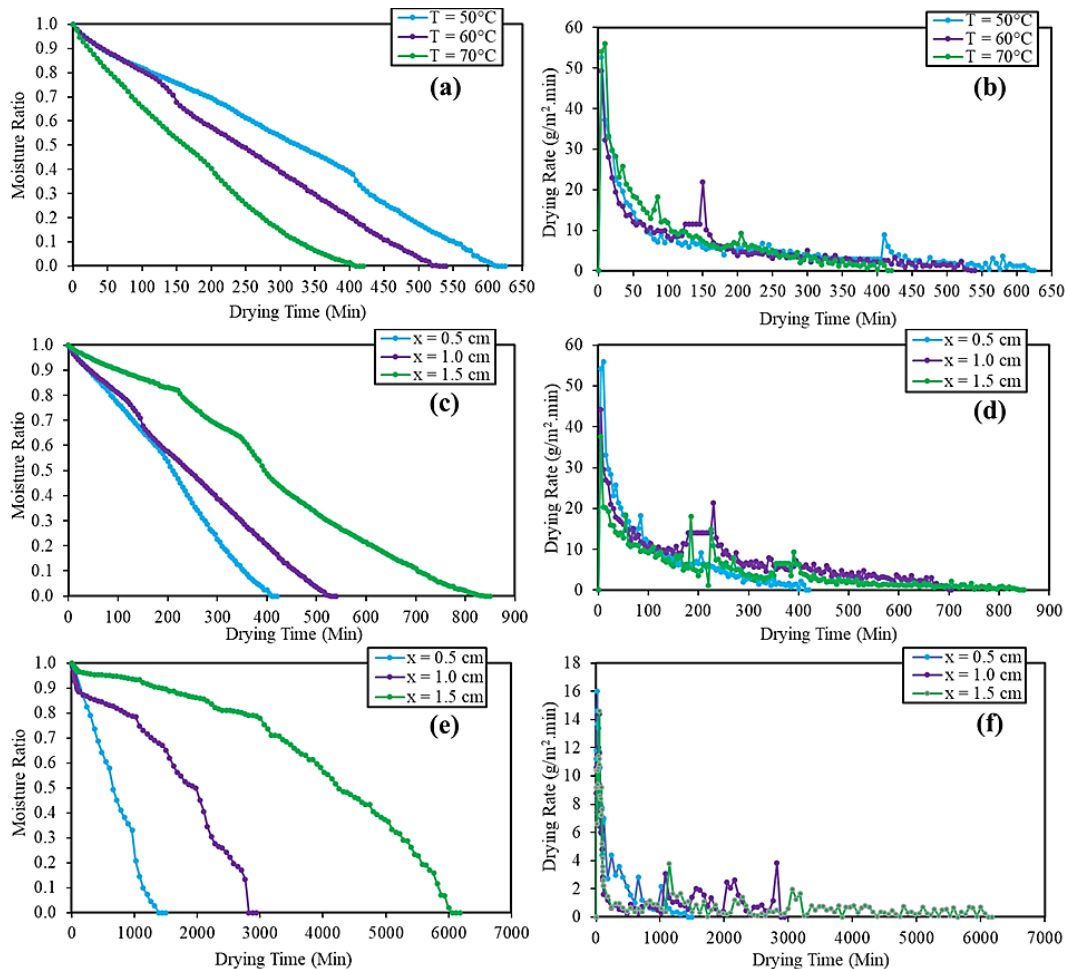 T = 50°C
T = 60°C
T = 70°C
(a)
1.0
0.9
0.8
0.7
0.6
0.5
0.4
0.3
0.2
0.1
0.0
Moisture Ratio
0 50 100 150 200 250 300 350 400 450 500 550 600 650
Drying Time (Min)
T = 50°C
T = 60°C
T = 70°C
(b)
60
50
40
30
20
10
0
Drying Rate (g/m².min)
0 50 100 150 200 250 300 350 400 450 500 550 600 650
Drying Time (Min)
x = 0.5 cm
x = 1.0 cm
x = 1.5 cm
(c)
1.0
0.9
0.8
0.7
0.6
0.5
0.4
0.3
0.2
0.1
0.0
Moisture Ratio
0 100 200 300 400 500 600 700 800 900
Drying Time (Min)
x = 0.5 cm
x = 1.0 cm
x = 1.5 cm
(d)
60
50
40
30
20
10
0
Drying Rate (g/m².min)
0 100 200 300 400 500 600 700 800 900
Drying Time (Min)
x = 0.5 cm
x = 1.0 cm
x = 1.5 cm
(e)
1.0
0.9
0.8
0.7
0.6
0.5
0.4
0.3
0.2
0.1
0.0
Moisture Ratio
0 1000 2000 3000 4000 5000 6000 7000
Drying Time (Min)
x = 0.5 cm
x = 1.0 cm
x = 1.5 cm
(f)
18
16
14
12
10
8
6
4
2
0
Drying Rate (g/m².min)
0 1000 2000 3000 4000 5000 6000 7000
Drying Time (Min)